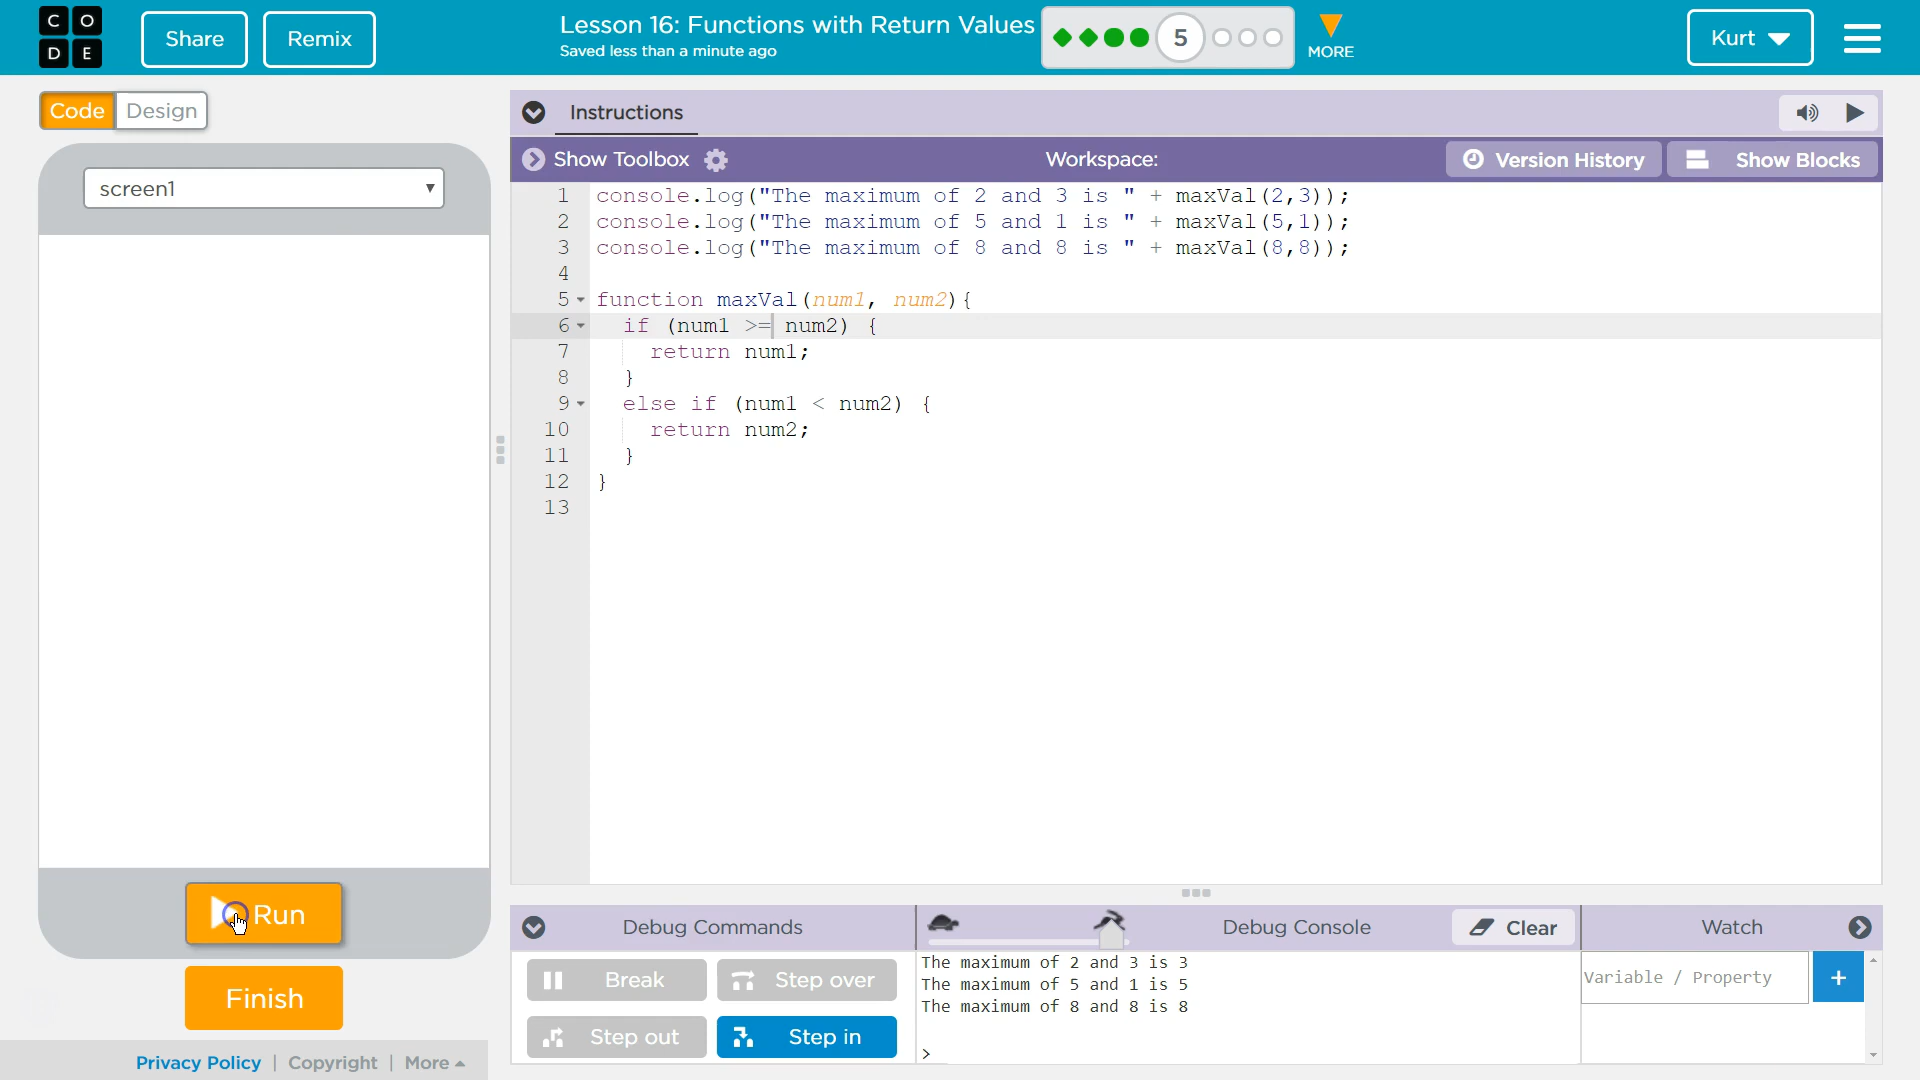 C O
D E
Share
Remix
Lesson 16: Functions with Return Values
Saved less than a minute ago
5
MORE
Kurt
Code
Design
Instructions
screen1
Show Toolbox
Workspace:
Version History
Show Blocks
1 console.log("The maximum of 2 and 3 is " + maxVal(2,3));
2 console.log("The maximum of 5 and 1 is " + maxVal(5,1));
3 console.log("The maximum of 8 and 8 is " + maxVal(8,8));
4
5 function maxVal(num1, num2){
6 if (num1 >= num2) {
7 return num1;
8 }
9 else if (num1 < num2) {
10 return num2;
11 }
12 }
13
Run
Finish
Debug Commands
Debug Console
Clear
Watch
Break
Step over
Step out
Step in
The maximum of 2 and 3 is 3
The maximum of 5 and 1 is 5
The maximum of 8 and 8 is 8
>
Variable / Property
+
Privacy Policy | Copyright | More